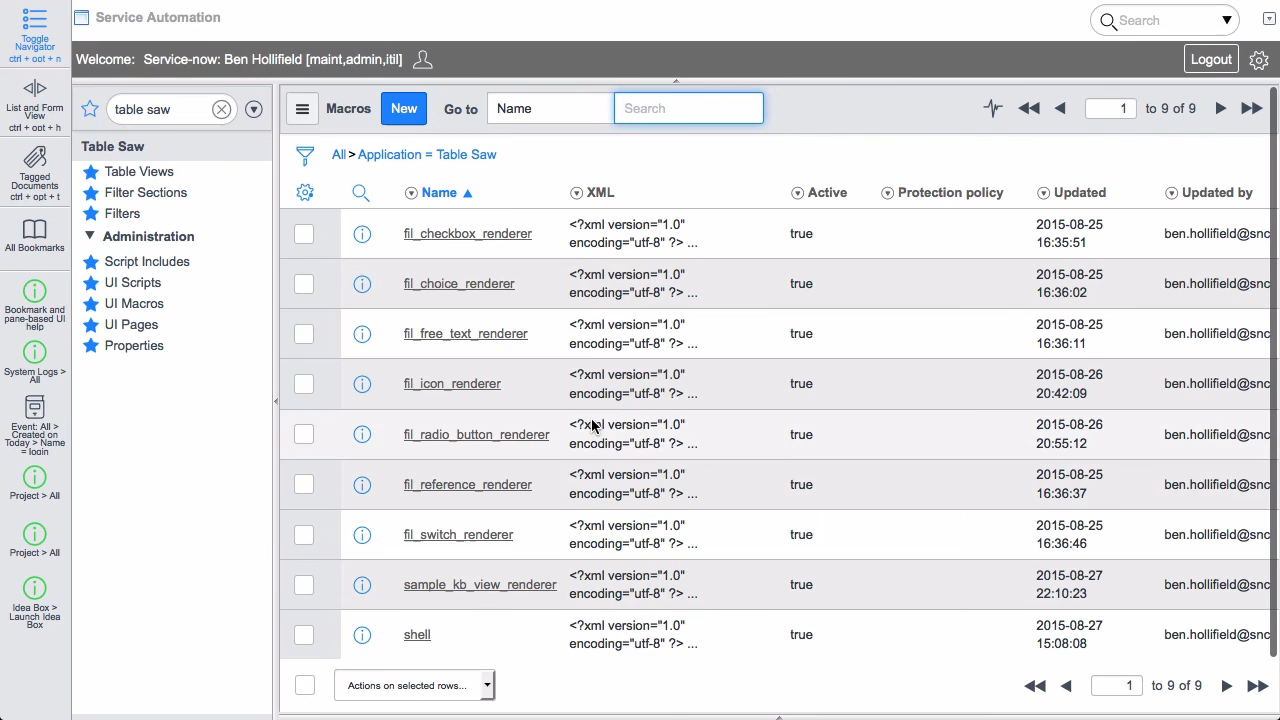 Toggle
Navigator
ctrl + opt + n
List and Form
View
ctrl + opt + h
Tagged
Documents
ctrl + opt + t
All Bookmarks
Bookmark and
pane-based UI
help
System Logs >
All
Event: All >
Created on
Today > Name
= login
Project > All
Project > All
Idea Box >
Launch Idea
Box
Service Automation
Search
Welcome: Service-now: Ben Hollifield [maint,admin,itil]
Logout
table saw
Table Saw
Table Views
Filter Sections
Filters
Administration
Script Includes
UI Scripts
UI Macros
UI Pages
Properties
Macros New Go to Name Search 1 to 9 of 9
All > Application = Table Saw
Name XML Active Protection policy Updated Updated by
fil_checkbox_renderer <?xml version="1.0" true 2015-08-25 ben.hollifield@snc
encoding="utf-8" ?> ... 16:35:51
fil_choice_renderer <?xml version="1.0" true 2015-08-25 ben.hollifield@snc
encoding="utf-8" ?> ... 16:36:02
fil_free_text_renderer <?xml version="1.0" true 2015-08-25 ben.hollifield@snc
encoding="utf-8" ?> ... 16:36:11
fil_icon_renderer <?xml version="1.0" true 2015-08-26 ben.hollifield@snc
encoding="utf-8" ?> ... 20:42:09
fil_radio_button_renderer <?xml version="1.0" true 2015-08-26 ben.hollifield@snc
encoding="utf-8" ?> ... 20:55:12
fil_reference_renderer <?xml version="1.0" true 2015-08-25 ben.hollifield@snc
encoding="utf-8" ?> ... 16:36:37
fil_switch_renderer <?xml version="1.0" true 2015-08-25 ben.hollifield@snc
encoding="utf-8" ?> ... 16:36:46
sample_kb_view_renderer <?xml version="1.0" true 2015-08-27 ben.hollifield@snc
encoding="utf-8" ?> ... 22:10:23
shell <?xml version="1.0" true 2015-08-27 ben.hollifield@snc
encoding="utf-8" ?> ... 15:08:08
Actions on selected rows... 1 to 9 of 9